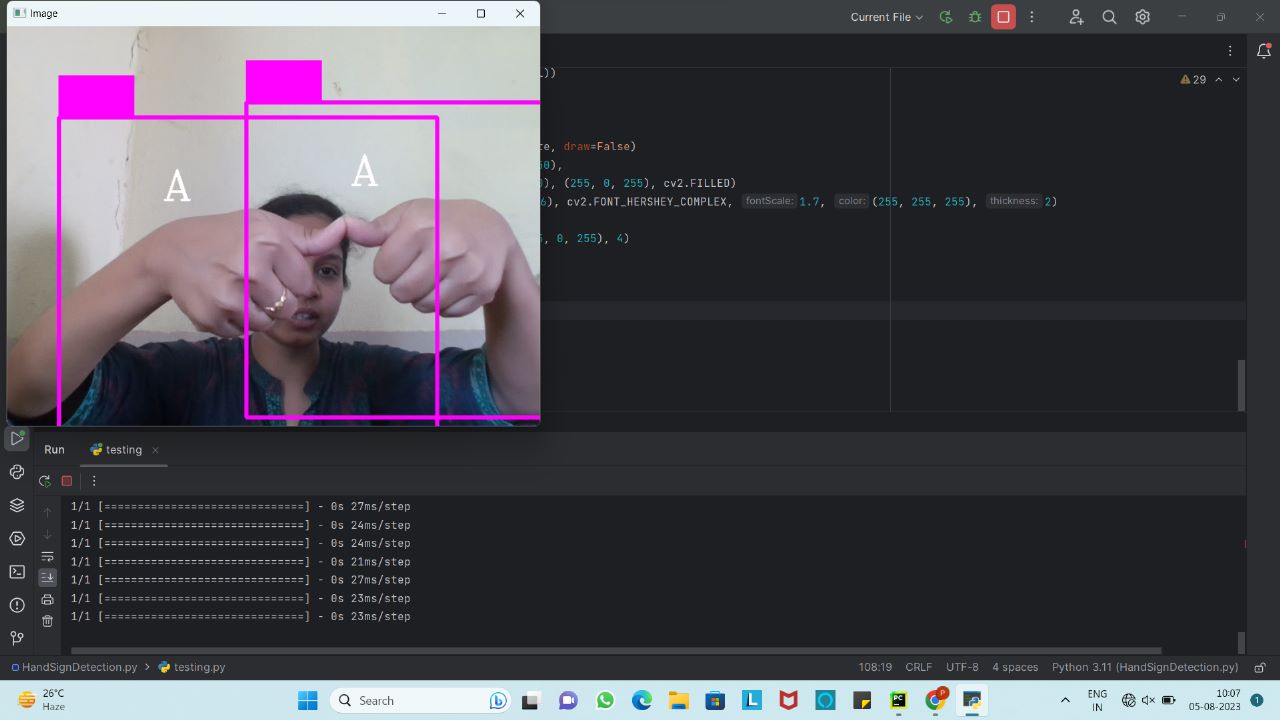 Image
Current File
29
A
A
))
te, draw=False)
), (255, 0, 255), cv2.FILLED)
), cv2.FONT_HERSHEY_COMPLEX, fontScale: 1.7, color: (255, 255, 255), thickness: 2)
, 0, 255), 4)
Run
testing
1/1 [==============================] - 0s 27ms/step
1/1 [==============================] - 0s 24ms/step
1/1 [==============================] - 0s 24ms/step
1/1 [==============================] - 0s 21ms/step
1/1 [==============================] - 0s 27ms/step
1/1 [==============================] - 0s 23ms/step
1/1 [==============================] - 0s 23ms/step
HandSignDetection.py > testing.py
108:19 CRLF UTF-8 4 spaces Python 3.11 (HandSignDetection.py)
26°C
Haze
Search
ENG
IN
10:07
05-08-2023
1